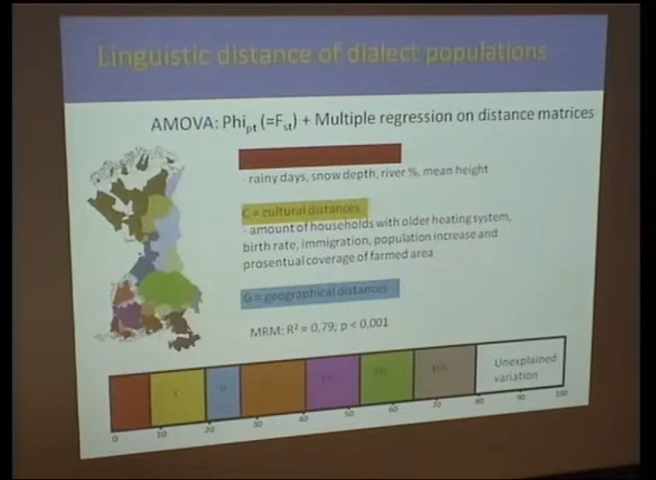 Linguistic distance of dialect populations
AMOVA: Phipt (=Fst) + Multiple regression on distance matrices
- rainy days, snow depth, river %, mean height
C = cultural distances
- amount of households with older heating system,
birth rate, immigration, population increase and
prosentual coverage of farmed area
G = geographical distances
MRM: R² = 0,79; p < 0,001
Unexplained
variation
0 10 20 30 40 50 60 70 80 90 100